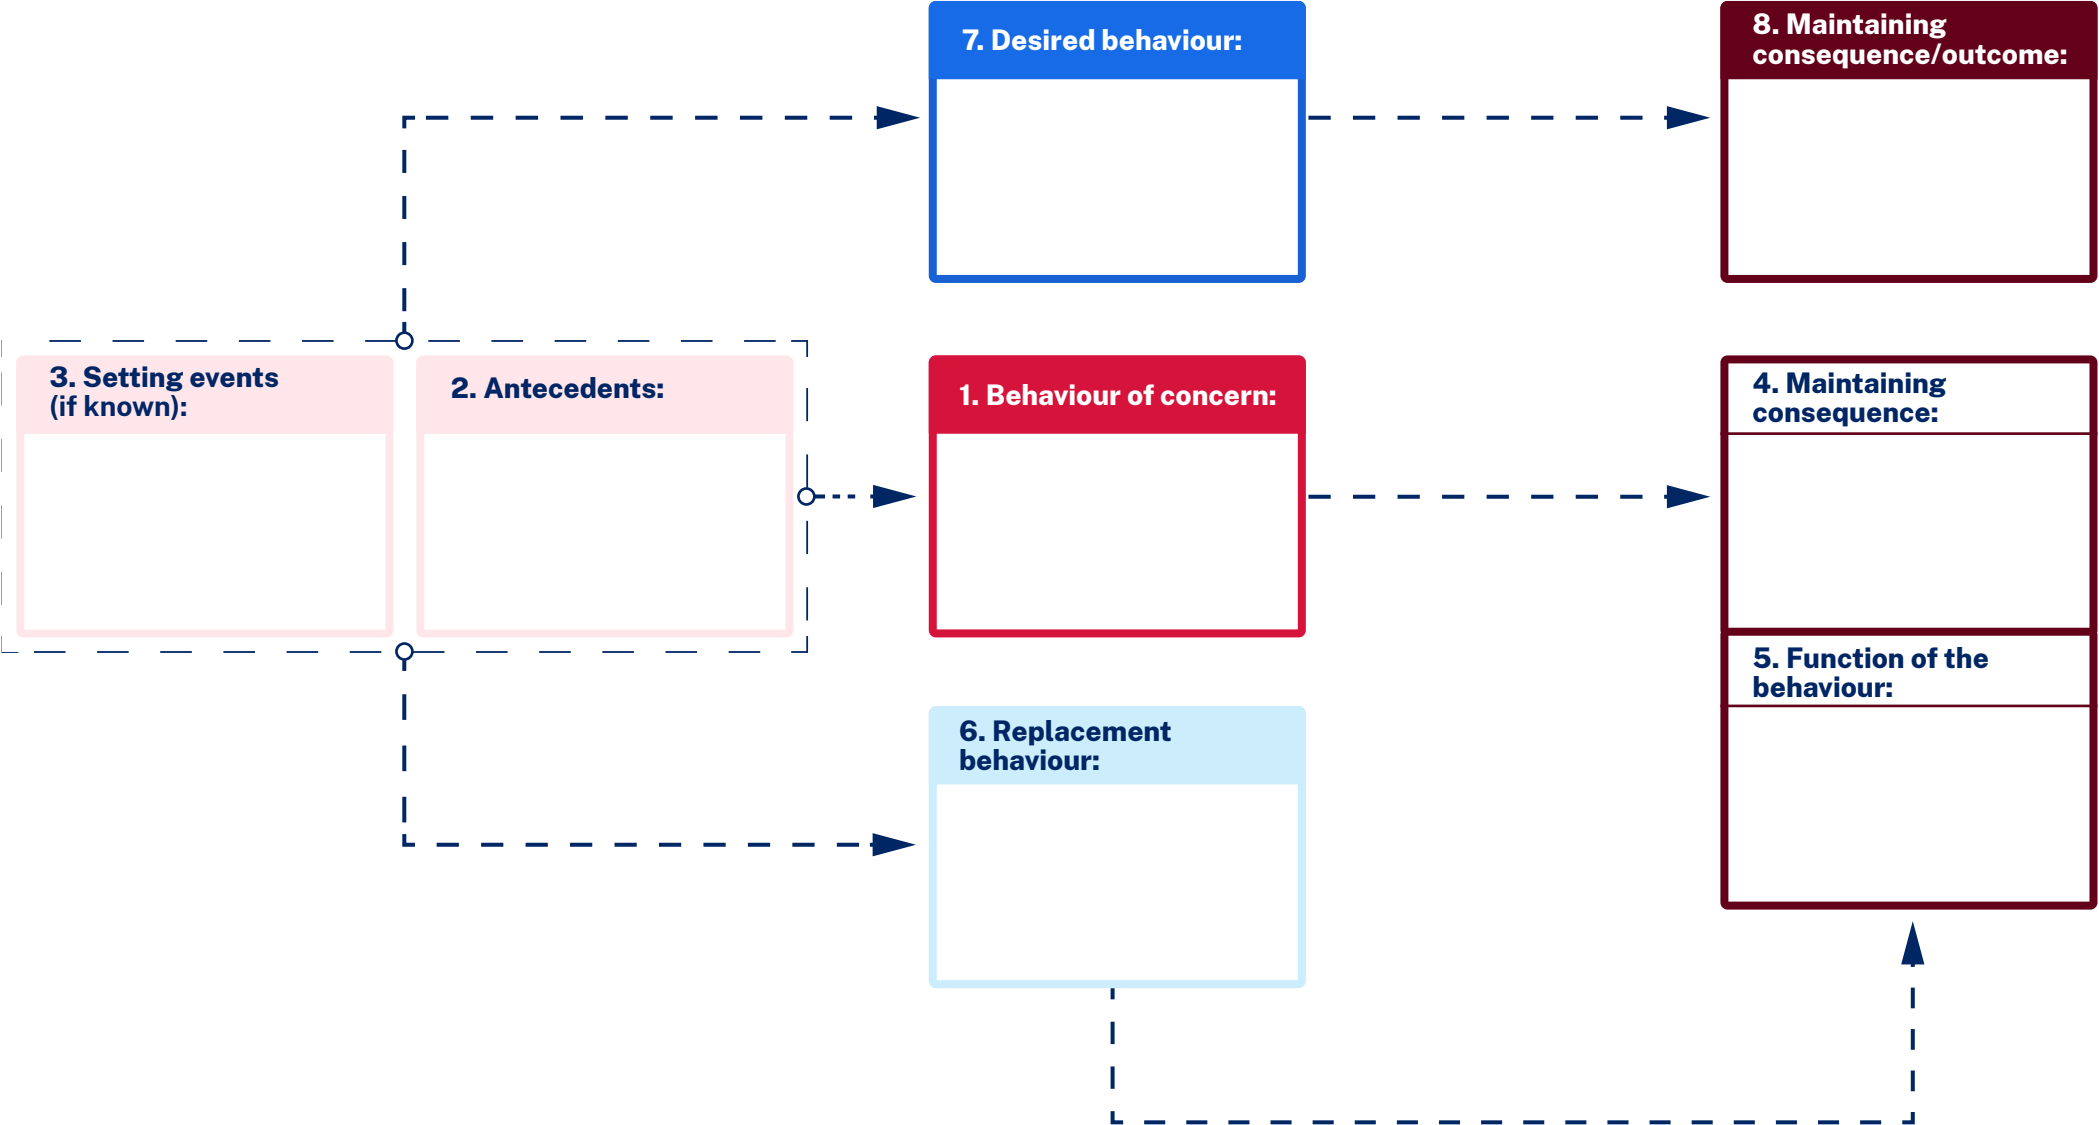 7. Desired behaviour:
8. Maintaining
consequence/outcome:
3. Setting events
(if known):
2. Antecedents:
1. Behaviour of concern:
4. Maintaining
consequence:
5. Function of the
behaviour:
6. Replacement
behaviour: